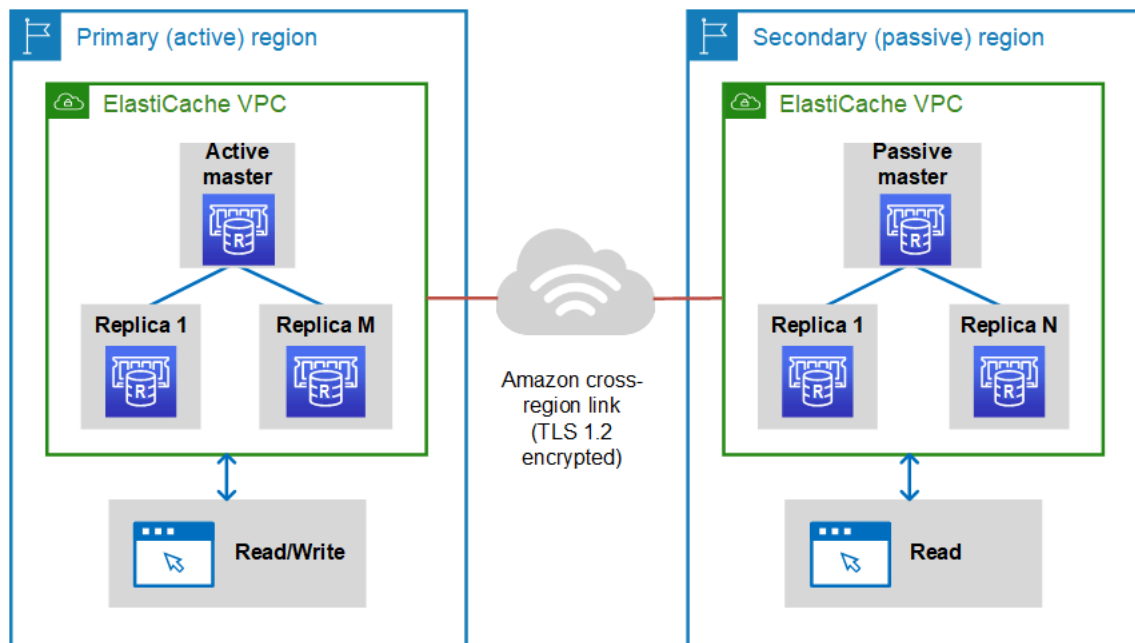 Primary (active) region
ElastiCache VPC
Active
master
R
Replica 1
R
Replica M
R
Read/Write
Amazon cross-
region link
(TLS 1.2
encrypted)
Secondary (passive) region
ElastiCache VPC
Passive
master
R
Replica 1
R
Replica N
R
Read